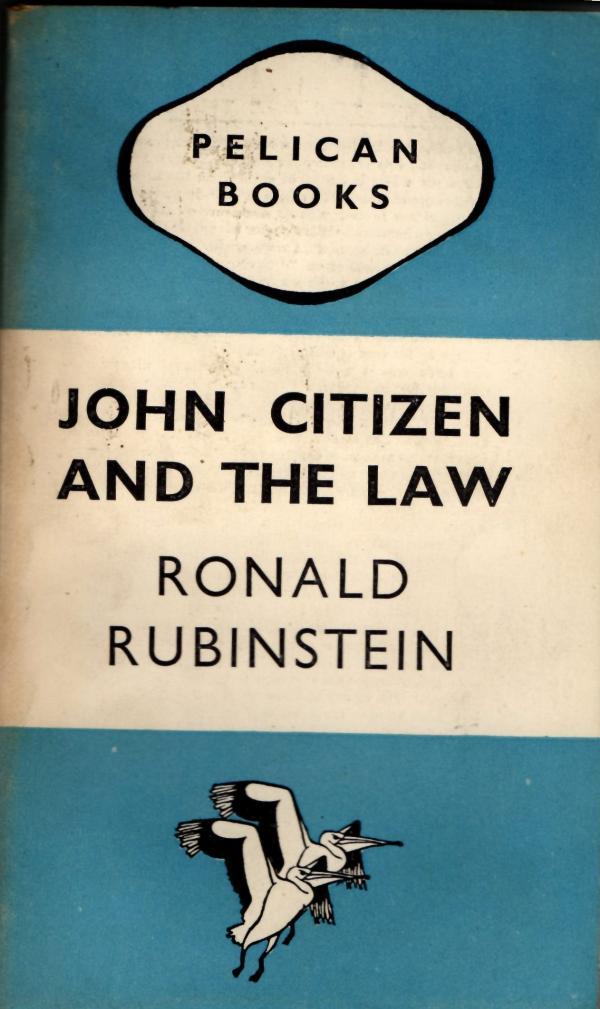 PELICAN
BOOKS
JOHN CITIZEN
AND THE LAW
RONALD
RUBINSTEIN